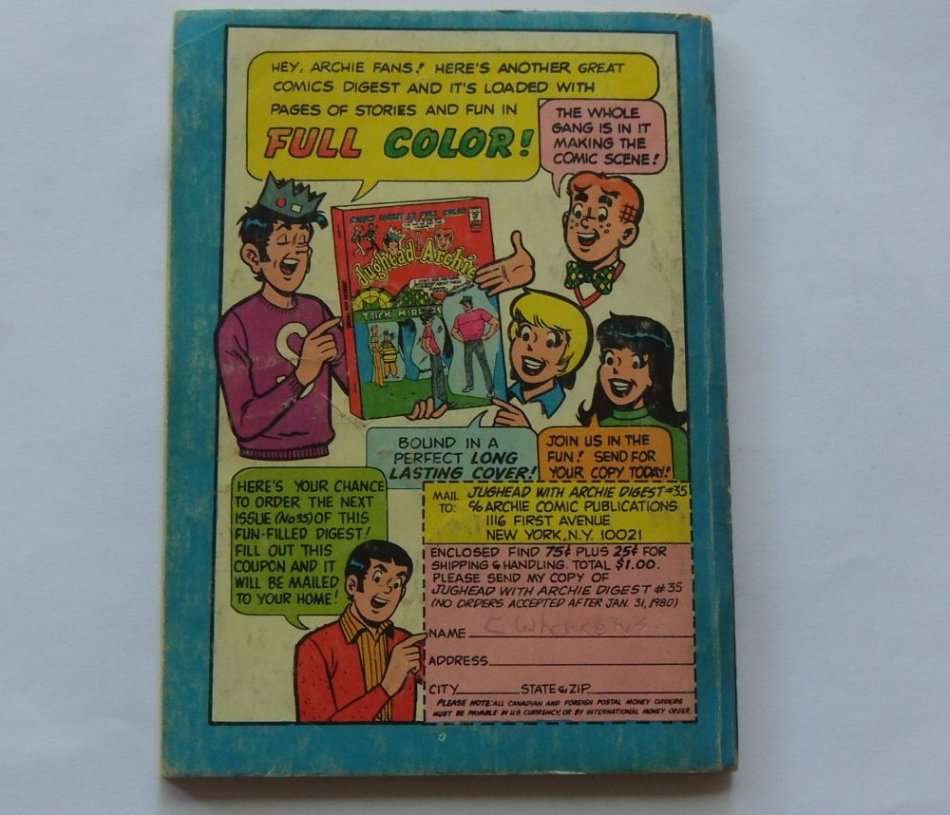 HEY, ARCHIE FANS! HERE'S ANOTHER GREAT
COMICS DIGEST AND IT'S LOADED WITH
PAGES OF STORIES AND FUN IN
FULL COLOR!
THE WHOLE
GANG IS IN IT
MAKING THE
COMIC SCENE!
COMICS DIGEST IN FULL COLOR
Jughead Archie
S
BOUND IN A
PERFECT LONG
LASTING COVER!
JOIN US IN THE
FUN! SEND FOR
YOUR COPY TODAY!
HERE'S YOUR CHANCE
TO ORDER THE NEXT
ISSUE (No 35) OF THIS
FUN-FILLED DIGEST!
FILL OUT THIS
COUPON AND IT
WILL BE MAILED
TO YOUR HOME!
MAIL TO: JUGHEAD WITH ARCHIE DIGEST #35
℅ ARCHIE COMIC PUBLICATIONS
1116 FIRST AVENUE
NEW YORK, N.Y. 10021
ENCLOSED FIND 75¢ PLUS 25¢ FOR
SHIPPING & HANDLING. TOTAL $1.00.
PLEASE SEND MY COPY OF
JUGHEAD WITH ARCHIE DIGEST #35
(NO ORDERS ACCEPTED AFTER JAN. 31, 1980)
NAME C
ADDRESS
CITY STATE & ZIP
PLEASE NOTE: ALL CANADIAN AND FOREIGN POSTAL MONEY ORDERS
MUST BE PAYABLE IN U.S. CURRENCY, OR BY INTERNATIONAL MONEY ORDER.